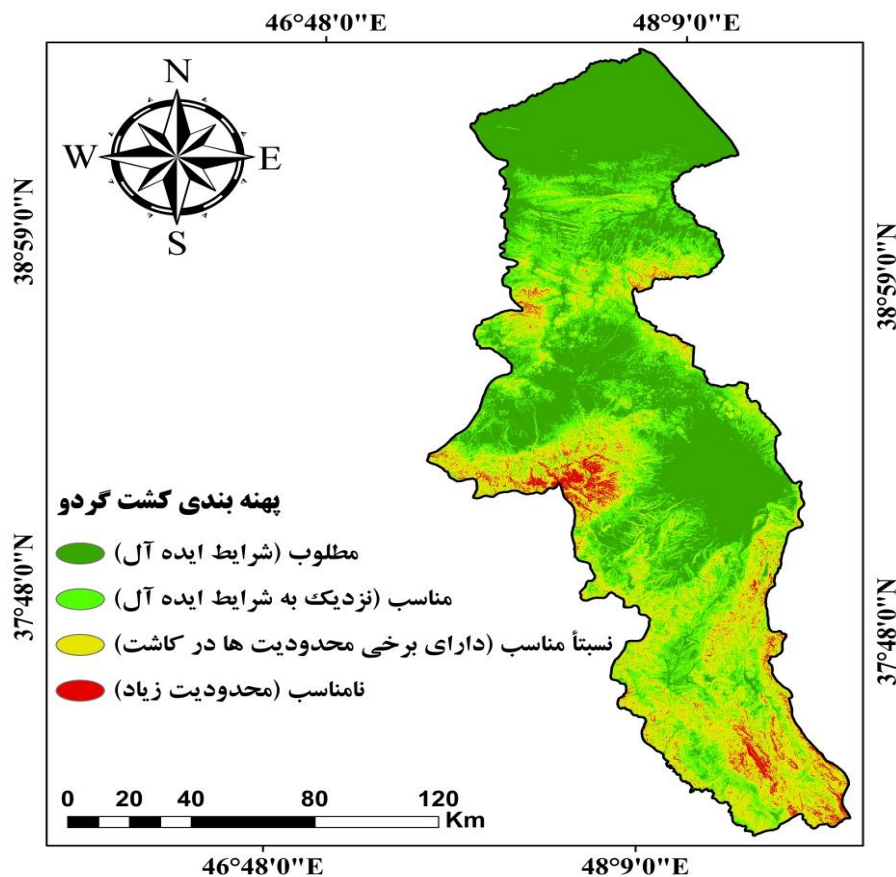 46°48'0"E 48°9'0"E
N
W E
S
38°59'0"N
38°59'0"N
پهنه بندی کشت گردو
مطلوب (شرایط ایده آل)
مناسب (نزدیک به شرایط ایده آل)
نسبتاً مناسب (دارای برخی محدودیت ها در کاشت)
نامناسب (محدودیت زیاد)
37°48'0"N
37°48'0"N
0 20 40 80 120
Km
46°48'0"E 48°9'0"E